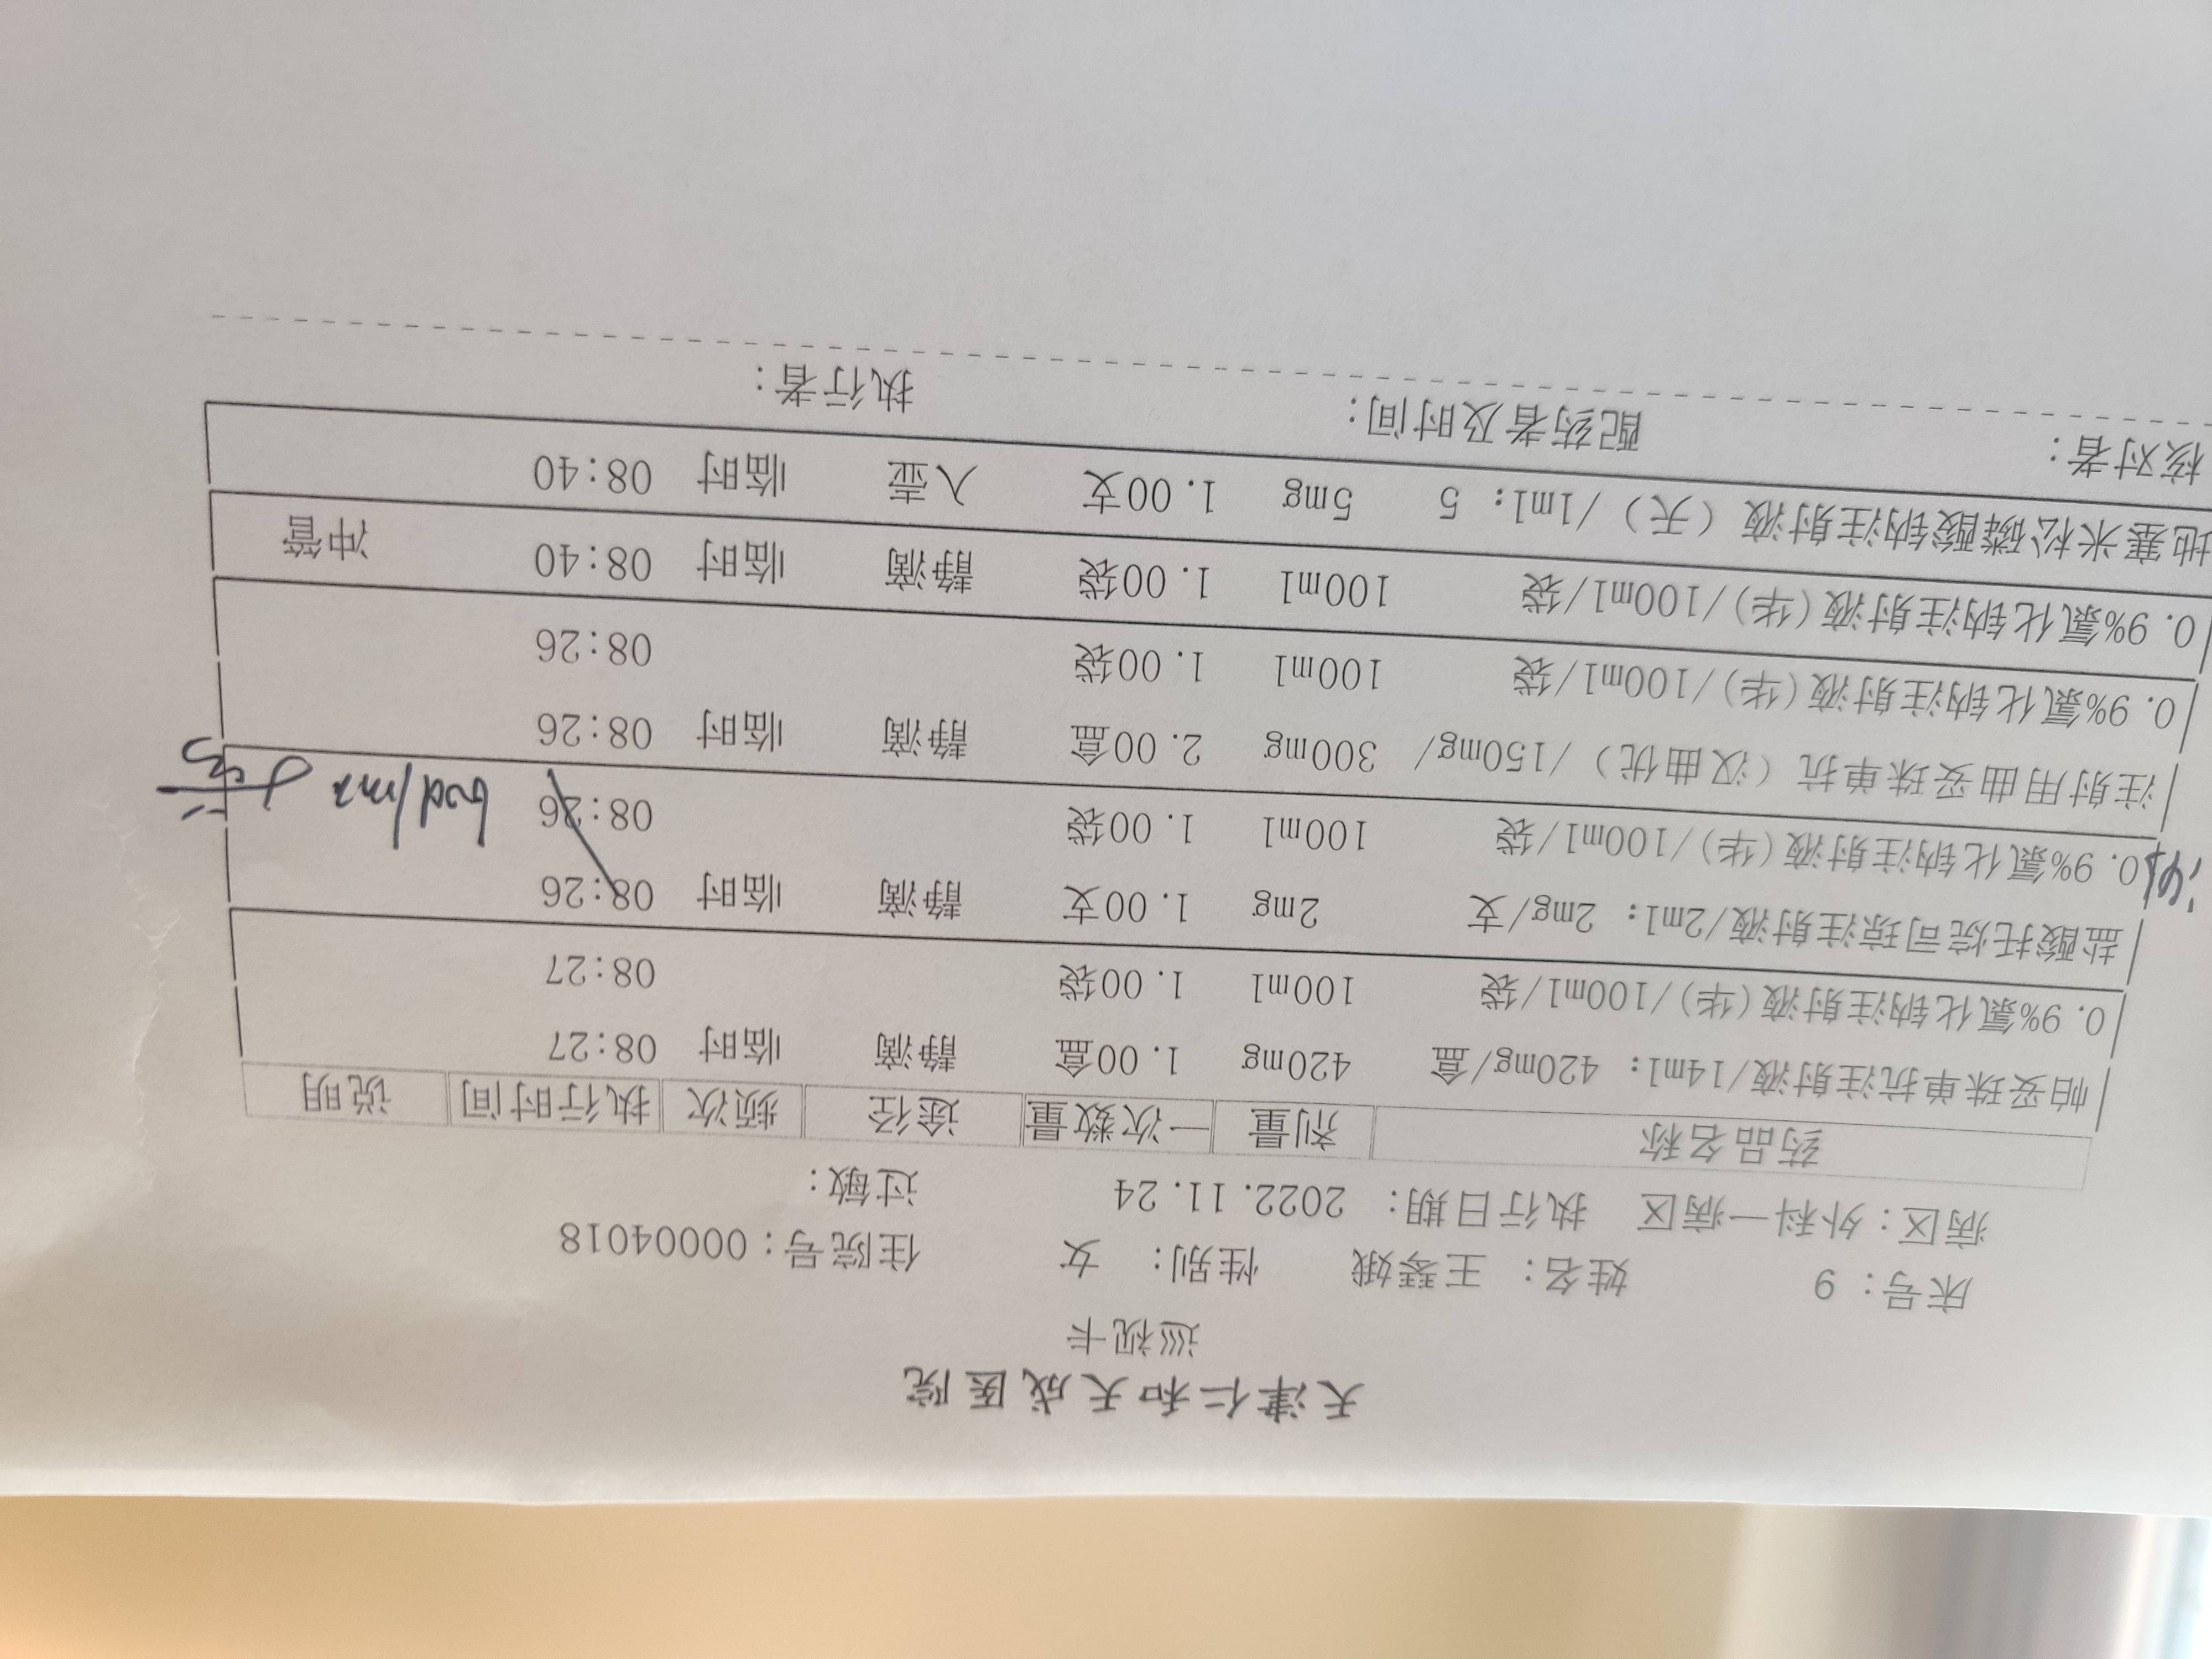 天津仁和天成医院
巡视卡
床号: 9 姓名: 王琴娥 性别: 女 住院号: 00004018
病区: 外科一病区 执行日期: 2022.11.24 过敏:
药品名称 剂量 一次数量 途径 频次 执行时间 说明
帕妥珠单抗注射液/14ml: 420mg/盒 420mg 1.00盒 静滴 临时 08:27
0.9%氯化钠注射液(华)/100ml/袋 100ml 1.00袋 08:27
盐酸托烷司琼注射液/2ml: 2mg/支 2mg 1.00支 静滴 临时 08:26
0.9%氯化钠注射液(华)/100ml/袋 100ml 1.00袋 08:26
注射用曲妥珠单抗(汉曲优)/150mg/ 300mg 2.00盒 静滴 临时 08:26
0.9%氯化钠注射液(华)/100ml/袋 100ml 1.00袋 08:26
0.9%氯化钠注射液(华)/100ml/袋 100ml 1.00袋 静滴 临时 08:40 冲管
地塞米松磷酸钠注射液(天)/1ml: 5 5mg 1.00支 入壶 临时 08:40
核对者: 配药者及时间: 执行者: